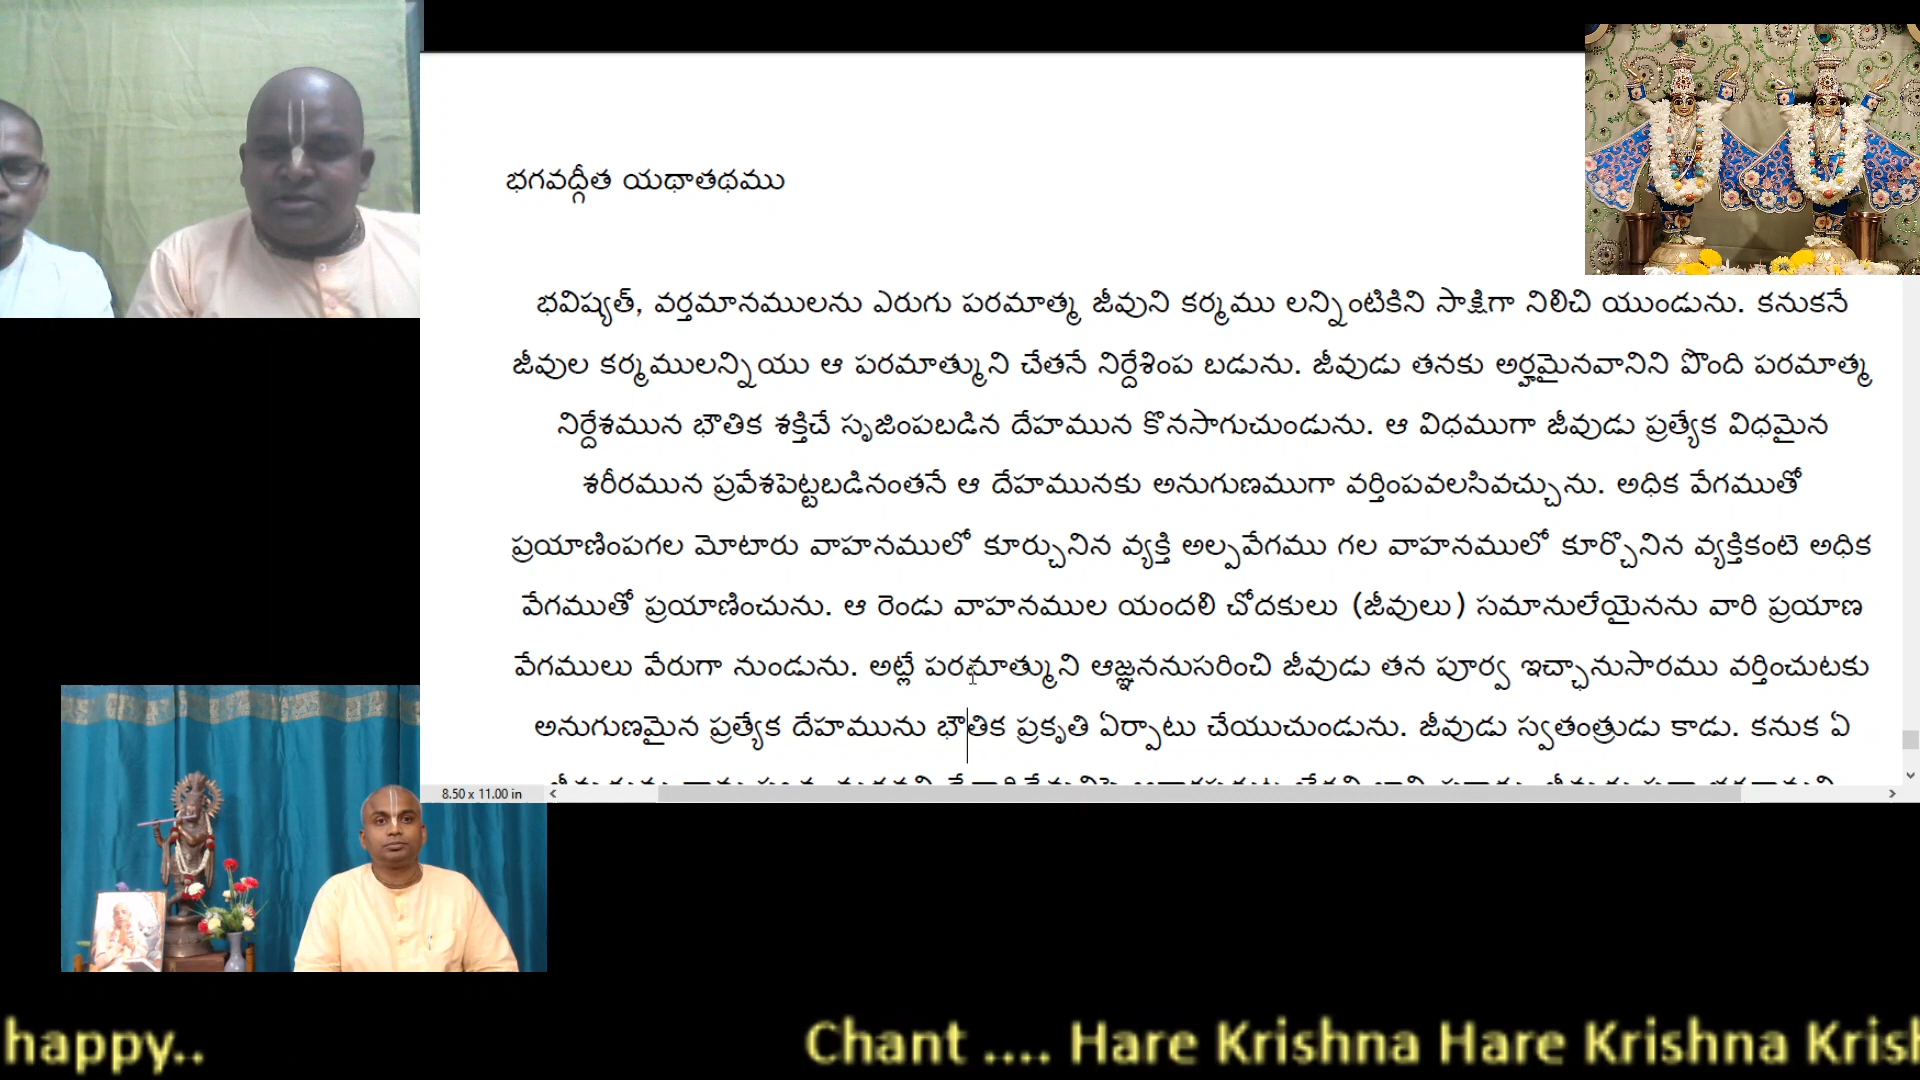 భగవద్గీత యథాతథము
భవిష్యత్, వర్తమానములను ఎరుగు పరమాత్మ జీవుని కర్మము లన్నింటికిని సాక్షిగా నిలిచి యుండును. కనుకనే
జీవుల కర్మములన్నియు ఆ పరమాత్ముని చేతనే నిర్దేశింప బడును. జీవుడు తనకు అర్హమైనవానిని పొంది పరమాత్మ
నిర్దేశమున భౌతిక శక్తిచే సృజింపబడిన దేహమున కొనసాగుచుండును. ఆ విధముగా జీవుడు ప్రత్యేక విధమైన
శరీరమున ప్రవేశపెట్టబడినంతనే ఆ దేహమునకు అనుగుణముగా వర్తింపవలసివచ్చును. అధిక వేగముతో
ప్రయాణింపగల మోటారు వాహనములో కూర్చునిన వ్యక్తి అల్పవేగము గల వాహనములో కూర్చొనిన వ్యక్తికంటె అధిక
వేగముతో ప్రయాణించును. ఆ రెండు వాహనముల యందలి చోదకులు (జీవులు) సమానులేయైనను వారి ప్రయాణ
వేగములు వేరుగా నుండును. అట్లే పరమాత్ముని ఆజ్ఞననుసరించి జీవుడు తన పూర్వ ఇచ్ఛానుసారము వర్తించుటకు
అనుగుణమైన ప్రత్యేక దేహమును భౌతిక ప్రకృతి ఏర్పాటు చేయుచుండును. జీవుడు స్వతంత్రుడు కాడు. కనుక ఏ
8.50 x 11.00 in
happy.. Chant .... Hare Krishna Hare Krishna Krish